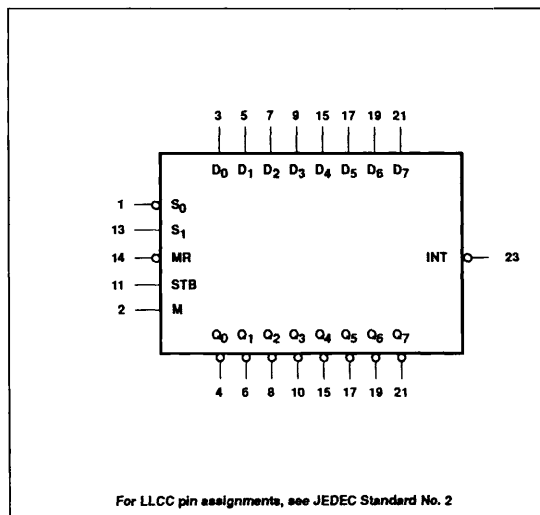 3 5 7 9 15 17 19 21
D0 D1 D2 D3 D4 D5 D6 D7
1 S0
13 S1
14 MR INT 23
11 STB
2 M
Q0 Q1 Q2 Q3 Q4 Q5 Q6 Q7
4 6 8 10 15 17 19 21
For LLCC pin assignments, see JEDEC Standard No. 2